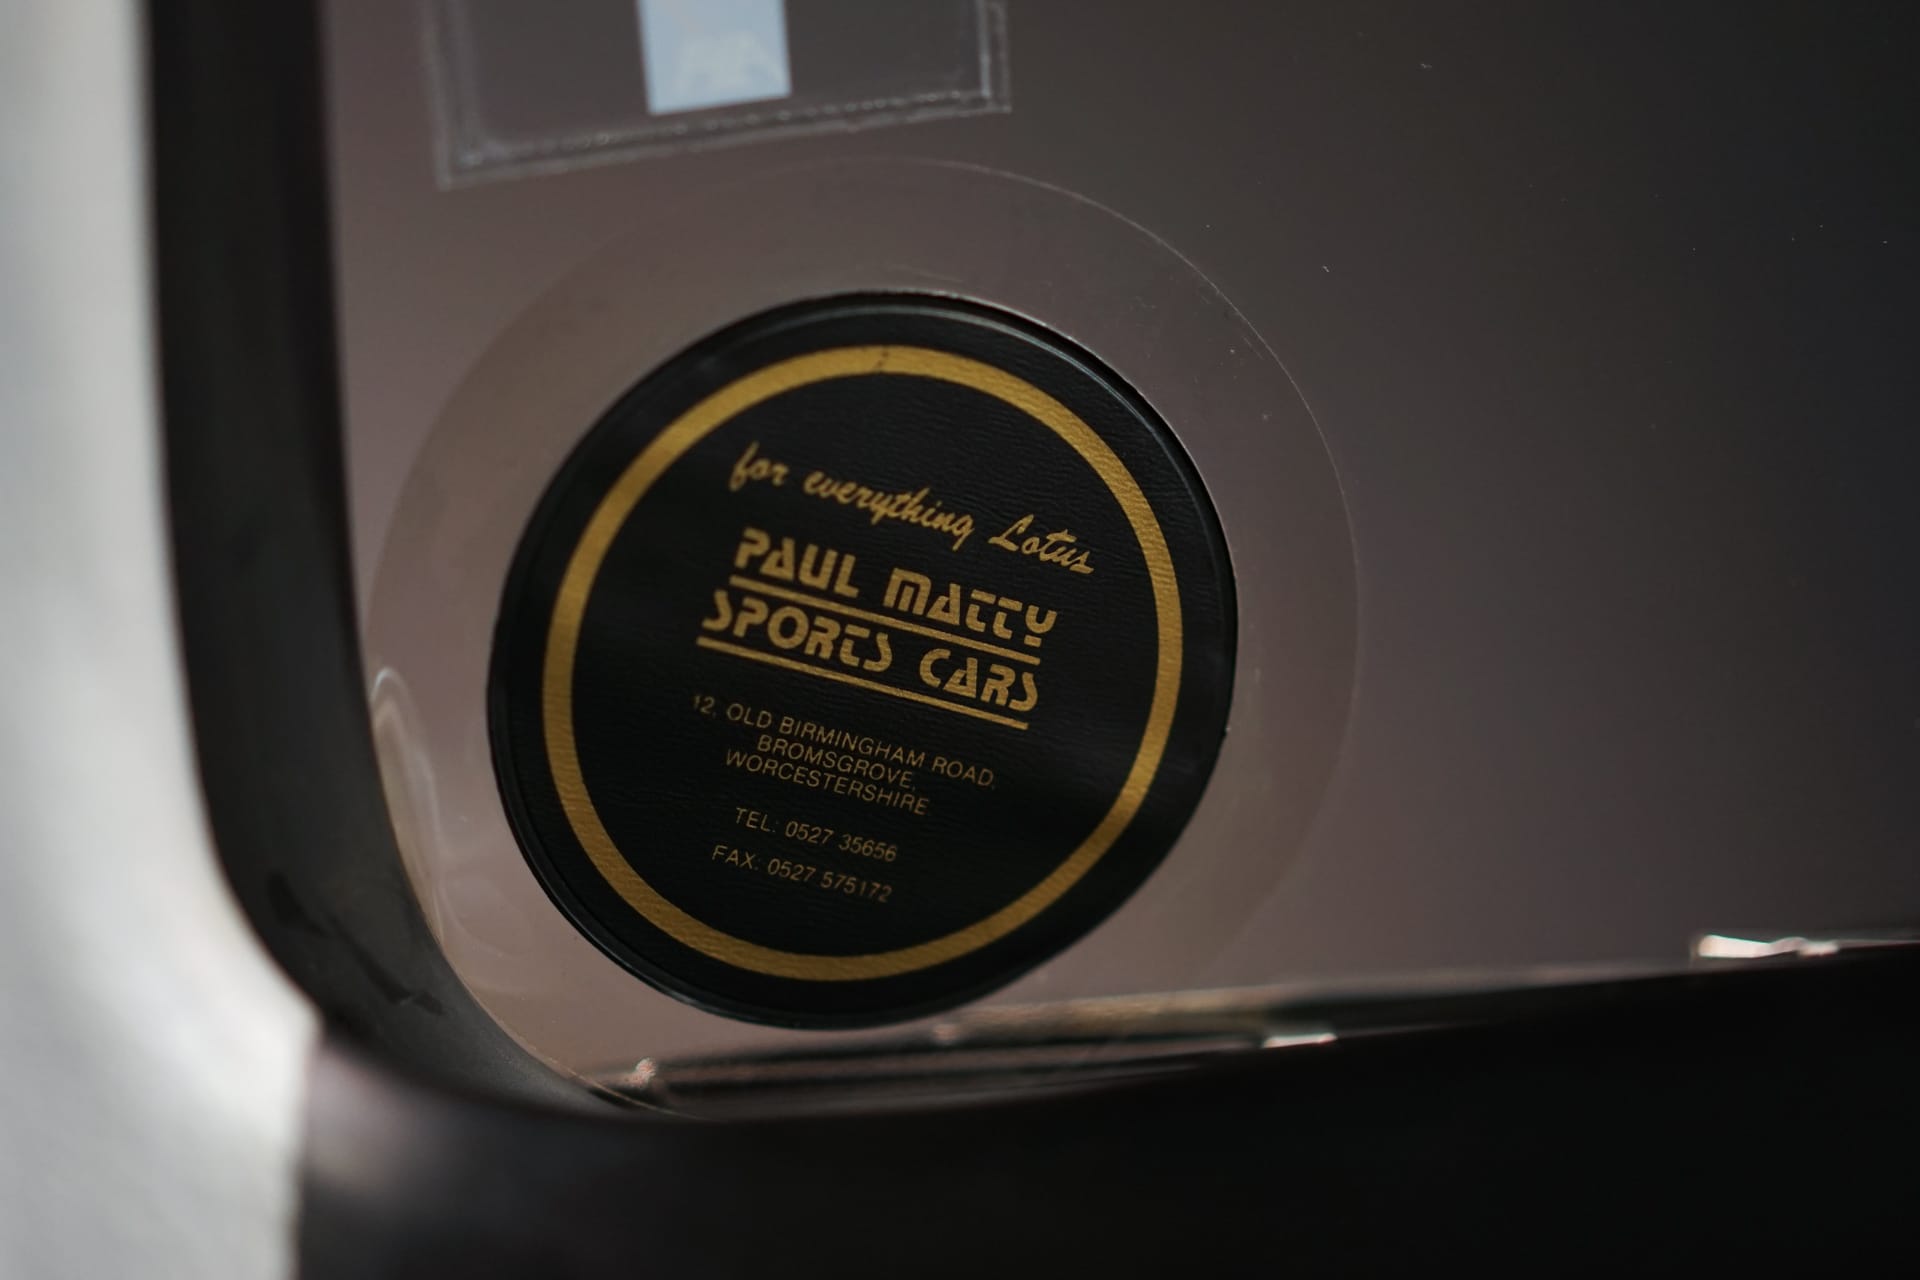 for everything Lotus
PAUL MATTY
SPORTS CARS
12, OLD BIRMINGHAM ROAD,
BROMSGROVE,
WORCESTERSHIRE
TEL: 0527 35656
FAX: 0527 575172